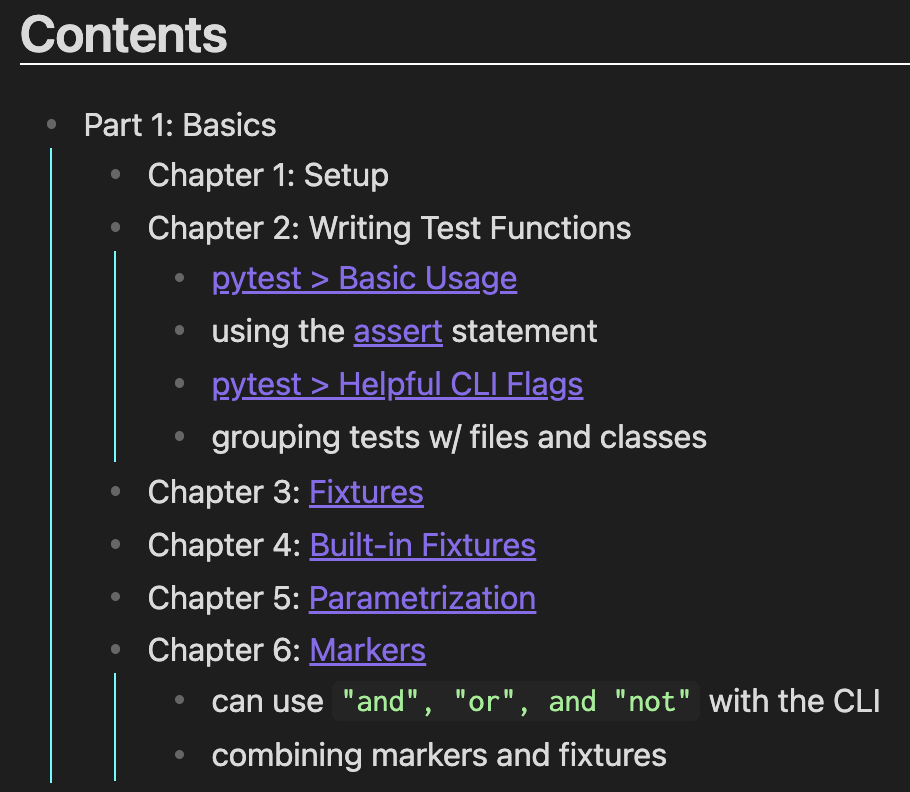 Contents
Part 1: Basics
Chapter 1: Setup
Chapter 2: Writing Test Functions
pytest > Basic Usage
using the assert statement
pytest > Helpful CLI Flags
grouping tests w/ files and classes
Chapter 3: Fixtures
Chapter 4: Built-in Fixtures
Chapter 5: Parametrization
Chapter 6: Markers
can use "and", "or", and "not" with the CLI
combining markers and fixtures